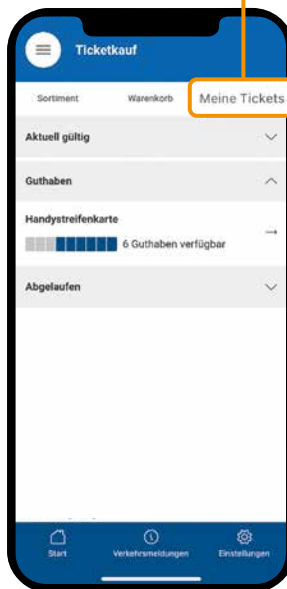 Ticketkauf
Sortiment Warenkorb Meine Tickets
Aktuell gültig
Guthaben
Handystreifenkarte
6 Guthaben verfügbar
Abgelaufen
Start Verkehrsmeldungen Einstellungen